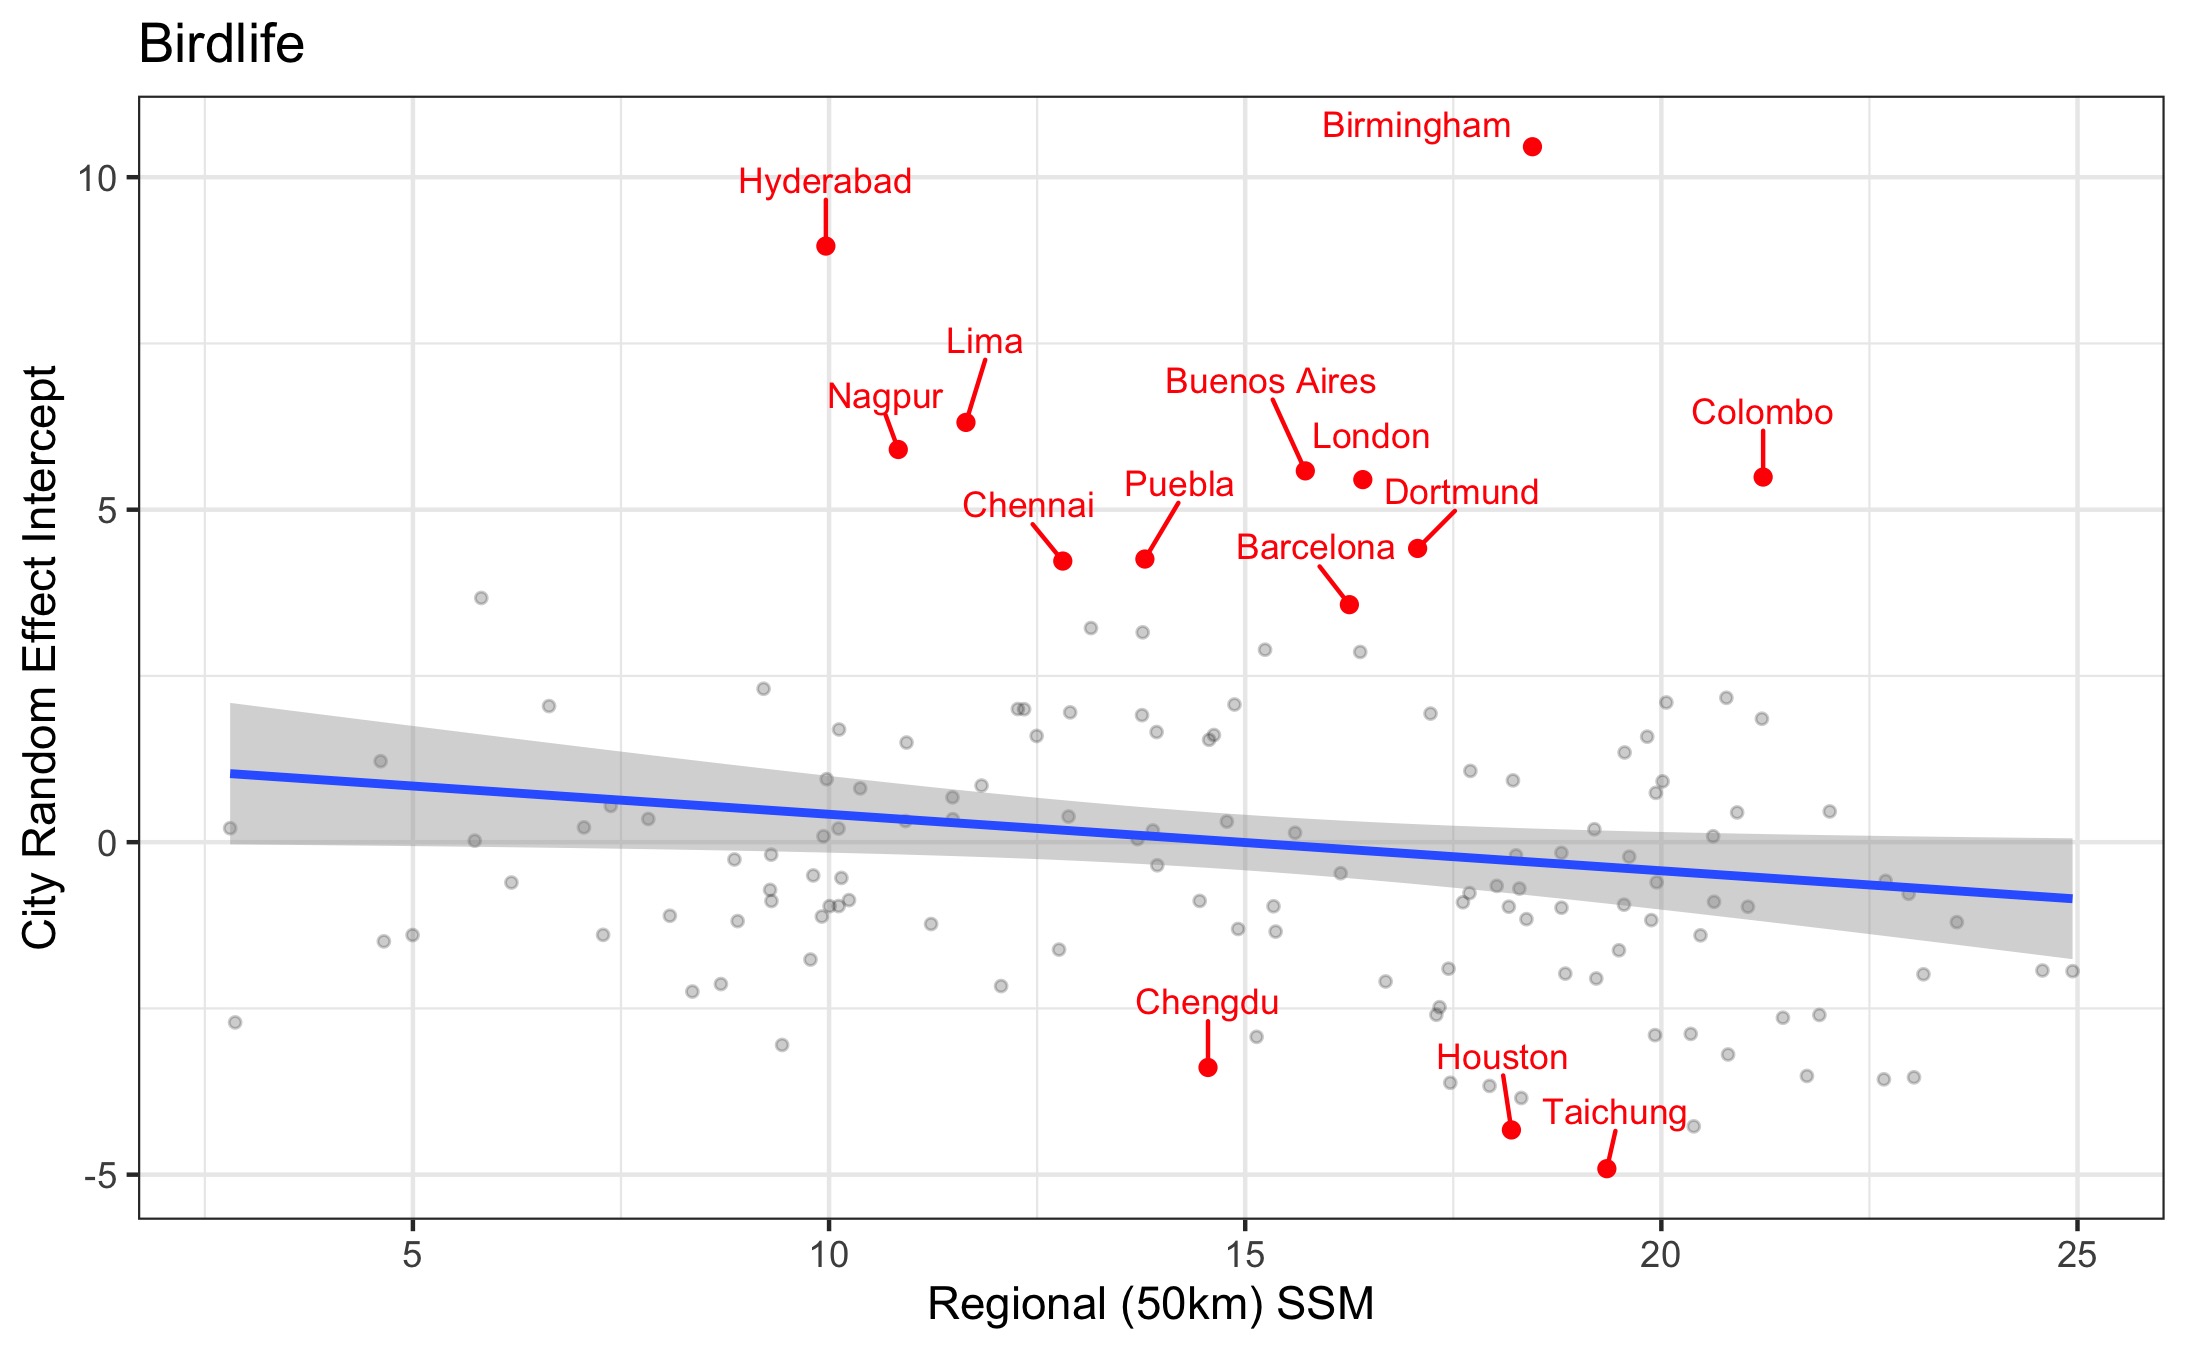 Birdlife
City Random Effect Intercept
10
5
0
-5
Birmingham
Hyderabad
Lima
Buenos Aires
Nagpur
Colombo
London
Puebla
Dortmund
Chennai
Barcelona
Chengdu
Houston
Taichung
5
10
15
20
25
Regional (50km) SSM